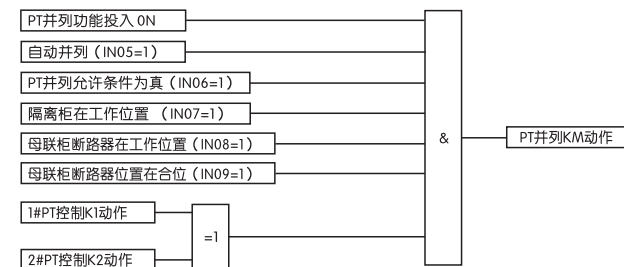 PT并列功能投入 ON
自动并列（IN05=1）
PT并列允许条件为真（IN06=1）
隔离柜在工作位置 （IN07=1）
母联柜断路器在工作位置（IN08=1）
母联柜断路器位置在合位（IN09=1）
&
PT并列KM动作
1#PT控制K1动作
=1
2#PT控制K2动作